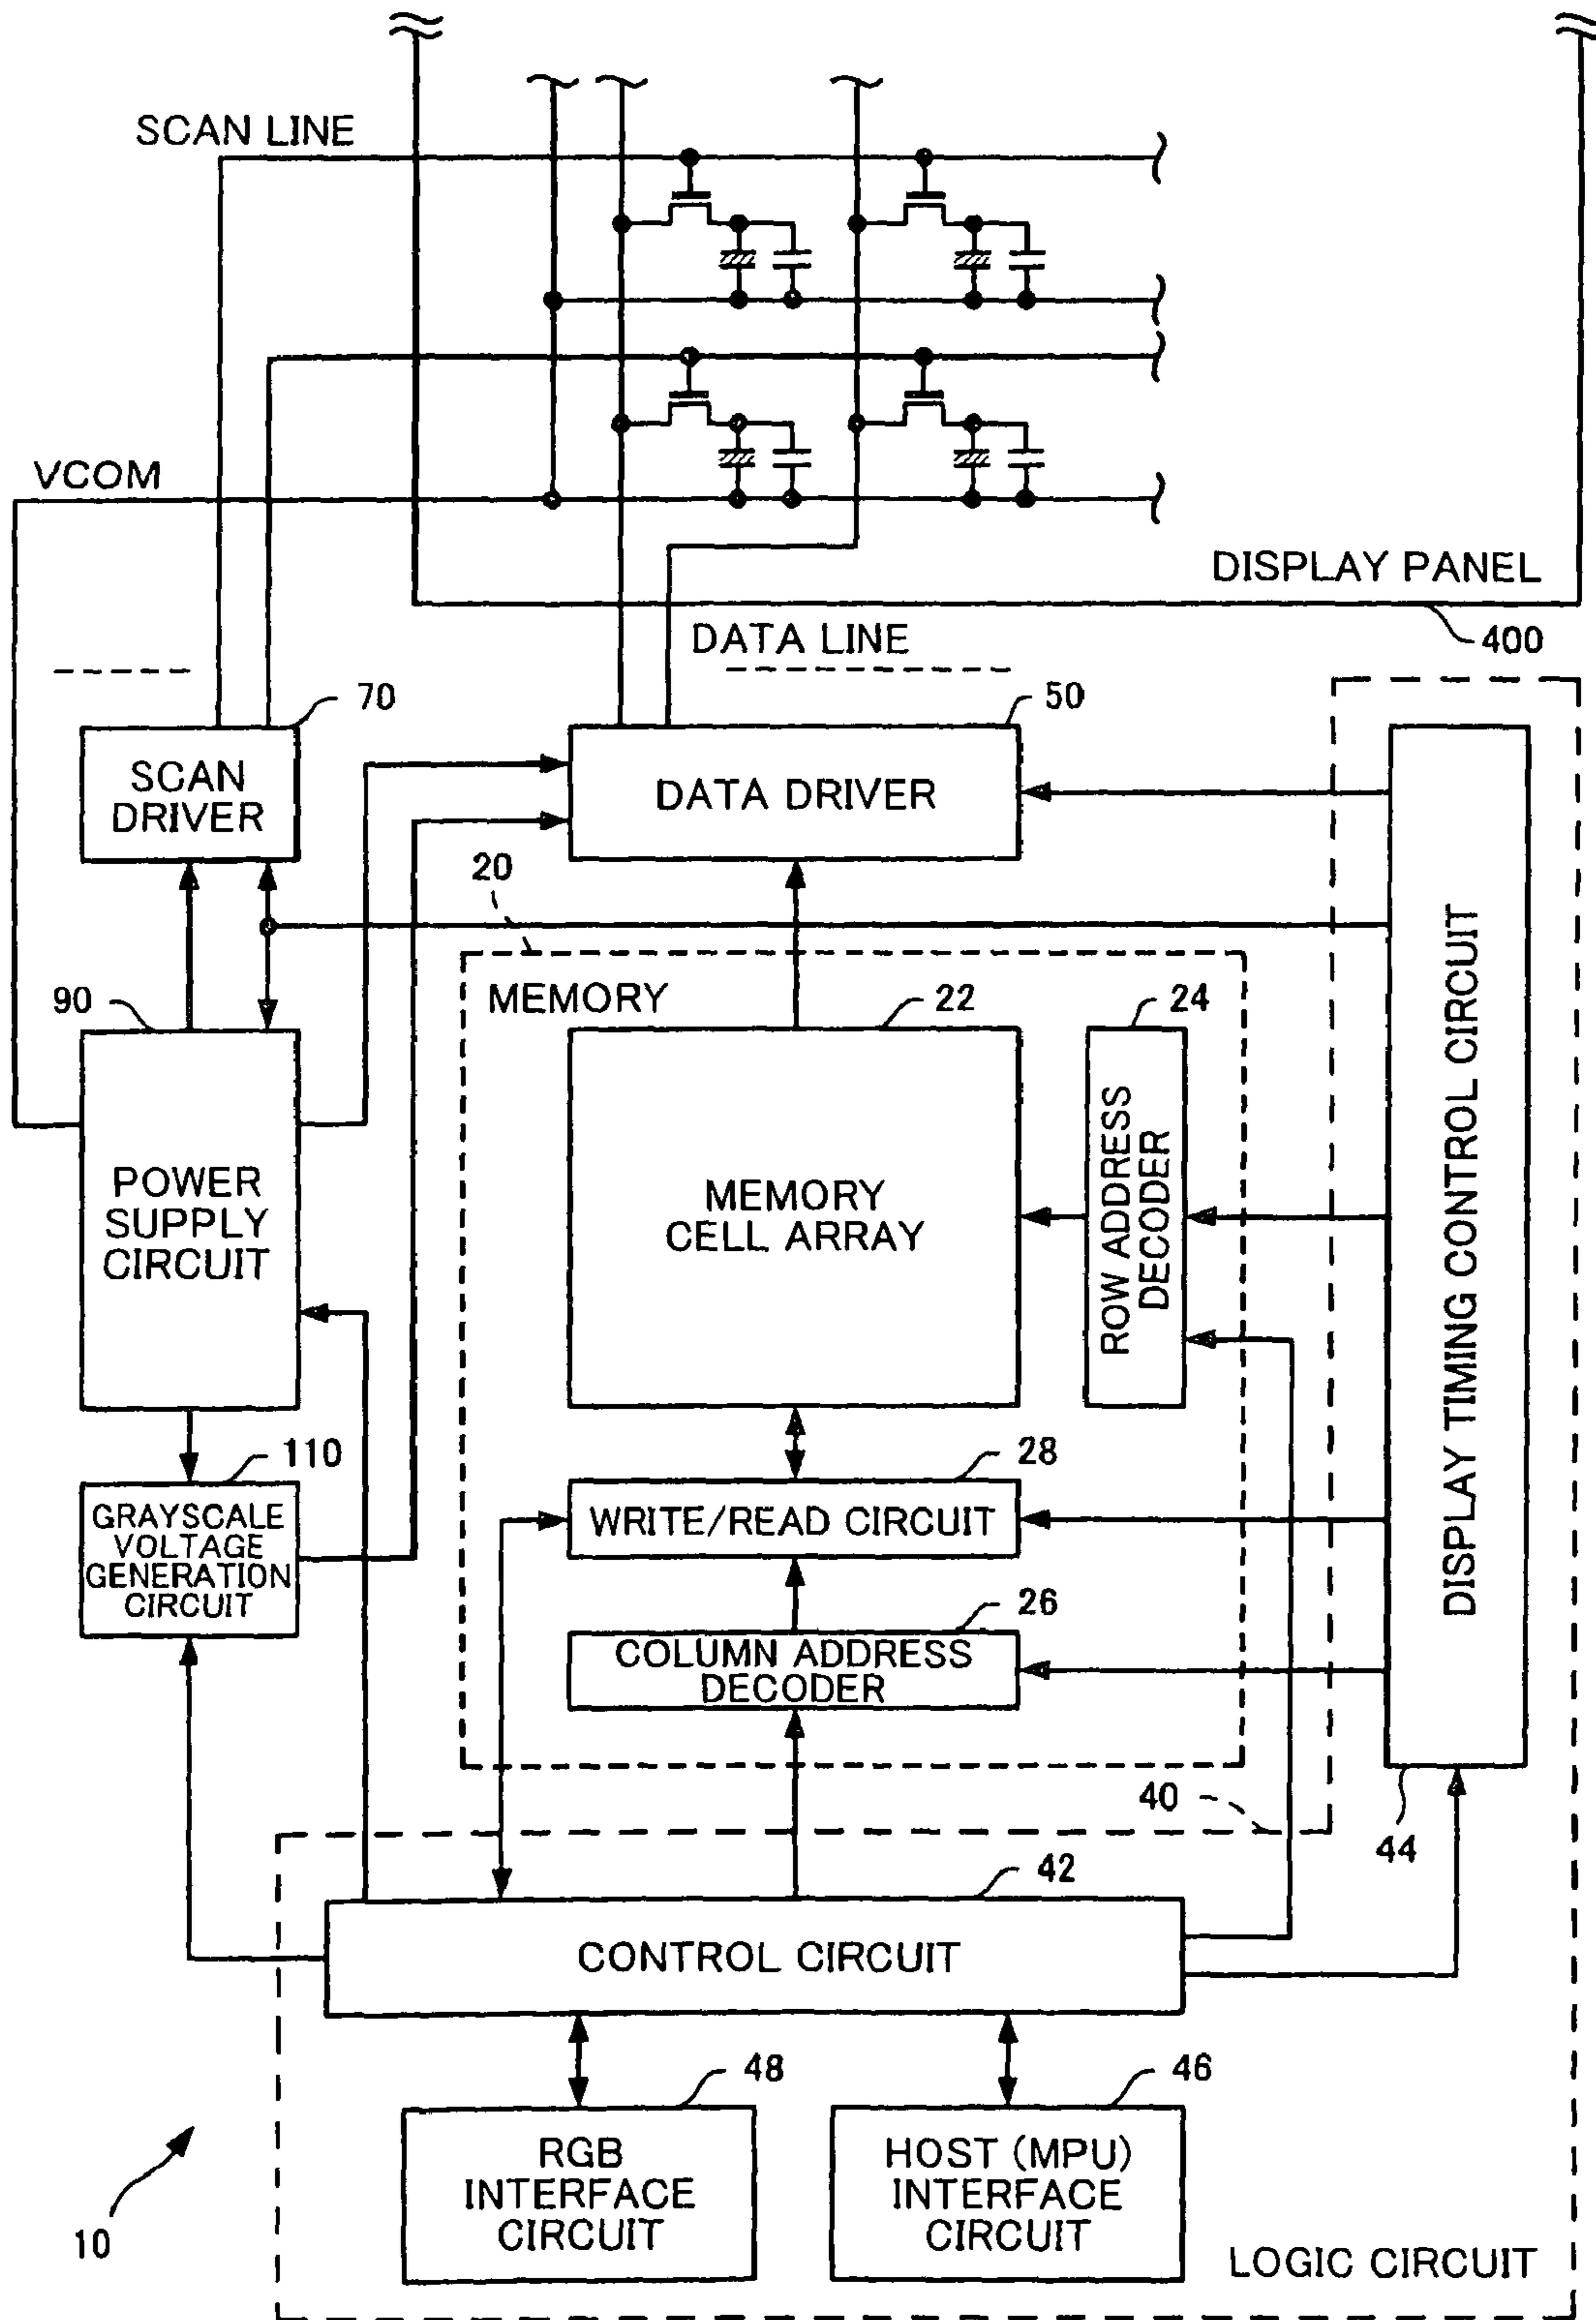 SCAN LINE
VCOM
DISPLAY PANEL
400
DATA LINE
70
50
SCAN
DRIVER
DATA DRIVER
20
90
MEMORY
22
24
POWER
SUPPLY
CIRCUIT
MEMORY
CELL ARRAY
ROW ADDRESS
DECODER
DISPLAY TIMING CONTROL CIRCUIT
110
28
GRAYSCALE
VOLTAGE
GENERATION
CIRCUIT
WRITE/READ CIRCUIT
26
COLUMN ADDRESS
DECODER
40
44
42
CONTROL CIRCUIT
48
46
RGB
INTERFACE
CIRCUIT
HOST (MPU)
INTERFACE
CIRCUIT
10
LOGIC CIRCUIT